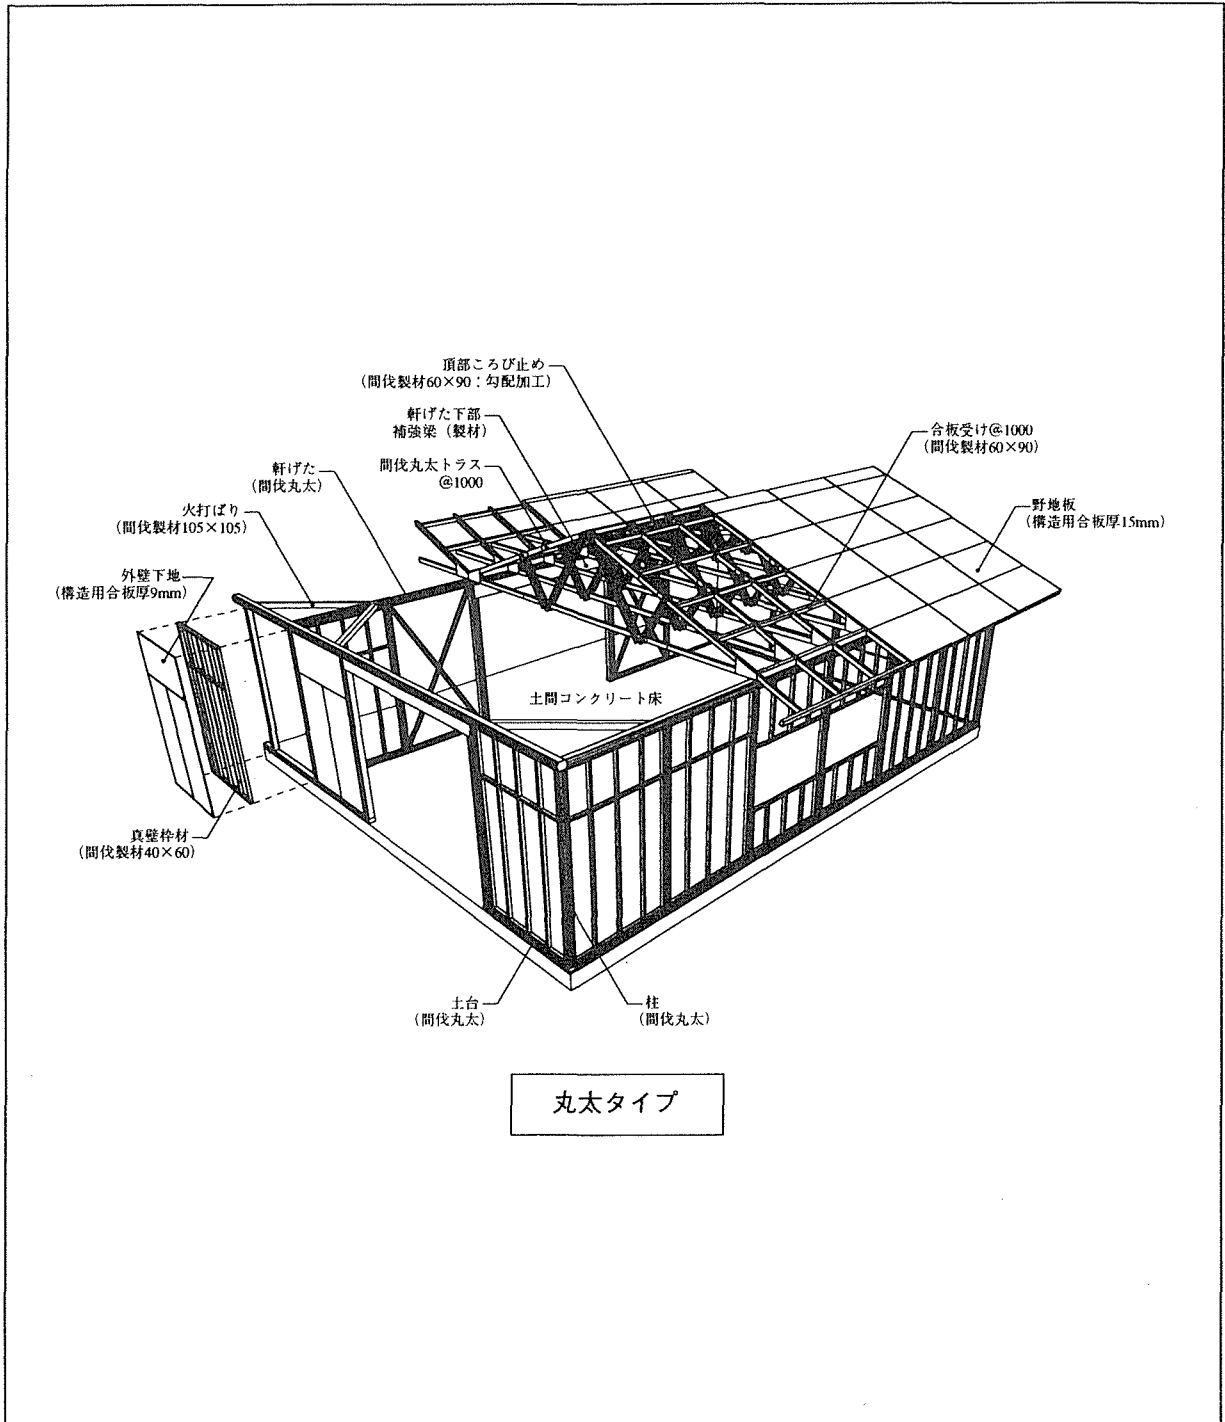 頂部ころび止め
(間伐製材60×90:勾配加工)
軒げた下部
補強梁(製材)
合板受け@1000
(間伐製材60×90)
間伐丸太トラス
@1000
軒げた
(間伐丸太)
野地板
(構造用合板厚15mm)
火打ばり
(間伐製材105×105)
外壁下地
(構造用合板厚9mm)
土間コンクリート床
真壁枠材
(間伐製材40×60)
土台
(間伐丸太)
柱
(間伐丸太)
丸太タイプ